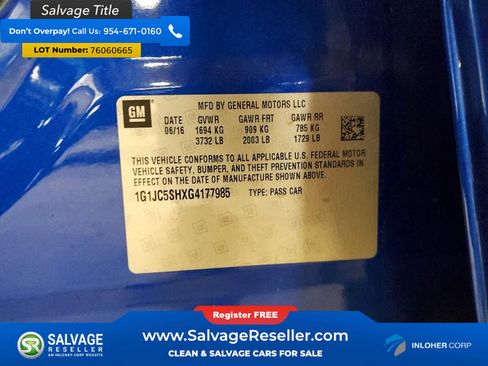 Salvage Title
Don't Overpay! Call Us: 954-671-0160
LOT Number: 76060665
GM
MFD BY GENERAL MOTORS LLC
DATE GVWR GAWR FRT GAWR RR
06/16 1694 KG 909 KG 785 KG
3732 LB 2003 LB 1729 LB
THIS VEHICLE CONFORMS TO ALL APPLICABLE U.S. FEDERAL MOTOR
VEHICLE SAFETY, BUMPER, AND THEFT PREVENTION STANDARDS IN
EFFECT ON THE DATE OF MANUFACTURE SHOWN ABOVE.
1G1JC5SHXG4177985 TYPE: PASS CAR
Register FREE
www.SalvageReseller.com
CLEAN & SALVAGE CARS FOR SALE
SALVAGE
RESELLER
AN INLOHER CORP WEBSITE
INLOHER CORP